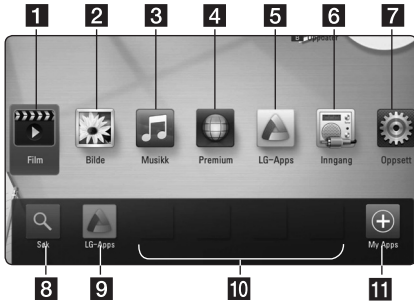 1 2 3 4 5 6 7
Oppdater
Film Bilde Musikk Premium LG-Apps Inngang Oppsett
Søk LG-Apps My Apps
8 9 10 11